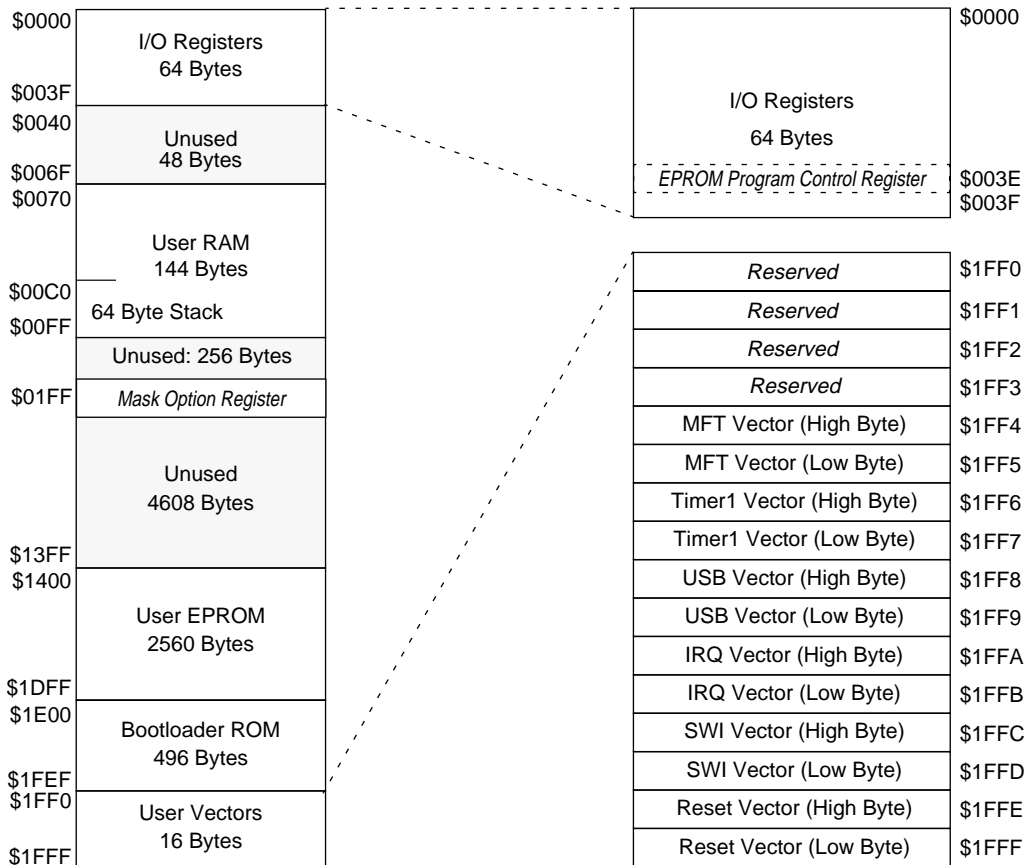 $0000
I/O Registers
64 Bytes
$003F
$0040
Unused
48 Bytes
$006F
$0070
User RAM
144 Bytes
$00C0
64 Byte Stack
$00FF
Unused: 256 Bytes
$01FF
Mask Option Register
Unused
4608 Bytes
$13FF
$1400
User EPROM
2560 Bytes
$1DFF
$1E00
Bootloader ROM
496 Bytes
$1FEF
$1FF0
User Vectors
16 Bytes
$1FFF
$0000
I/O Registers
64 Bytes
EPROM Program Control Register $003E
$003F
Reserved $1FF0
Reserved $1FF1
Reserved $1FF2
Reserved $1FF3
MFT Vector (High Byte) $1FF4
MFT Vector (Low Byte) $1FF5
Timer1 Vector (High Byte) $1FF6
Timer1 Vector (Low Byte) $1FF7
USB Vector (High Byte) $1FF8
USB Vector (Low Byte) $1FF9
IRQ Vector (High Byte) $1FFA
IRQ Vector (Low Byte) $1FFB
SWI Vector (High Byte) $1FFC
SWI Vector (Low Byte) $1FFD
Reset Vector (High Byte) $1FFE
Reset Vector (Low Byte) $1FFF